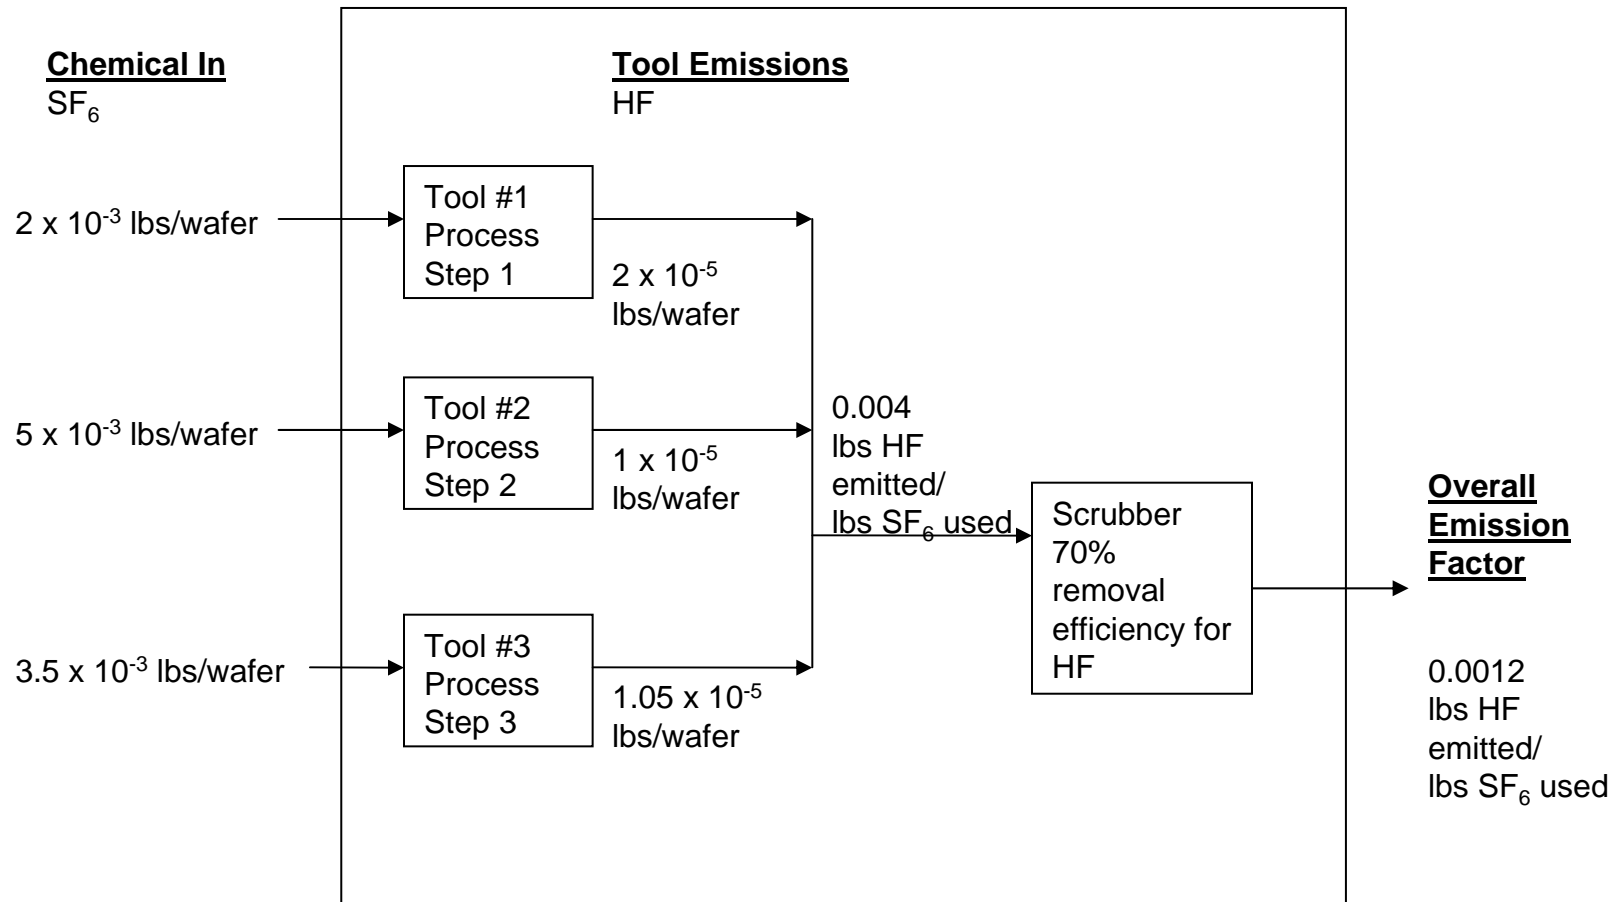 Chemical In
SF₆
Tool Emissions
HF
2 x 10⁻³ lbs/wafer
Tool #1
Process
Step 1
2 x 10⁻⁵
lbs/wafer
5 x 10⁻³ lbs/wafer
Tool #2
Process
Step 2
1 x 10⁻⁵
lbs/wafer
3.5 x 10⁻³ lbs/wafer
Tool #3
Process
Step 3
1.05 x 10⁻⁵
lbs/wafer
0.004
lbs HF
emitted/
lbs SF₆ used
Scrubber
70%
removal
efficiency for
HF
Overall
Emission
Factor
0.0012
lbs HF
emitted/
lbs SF₆ used